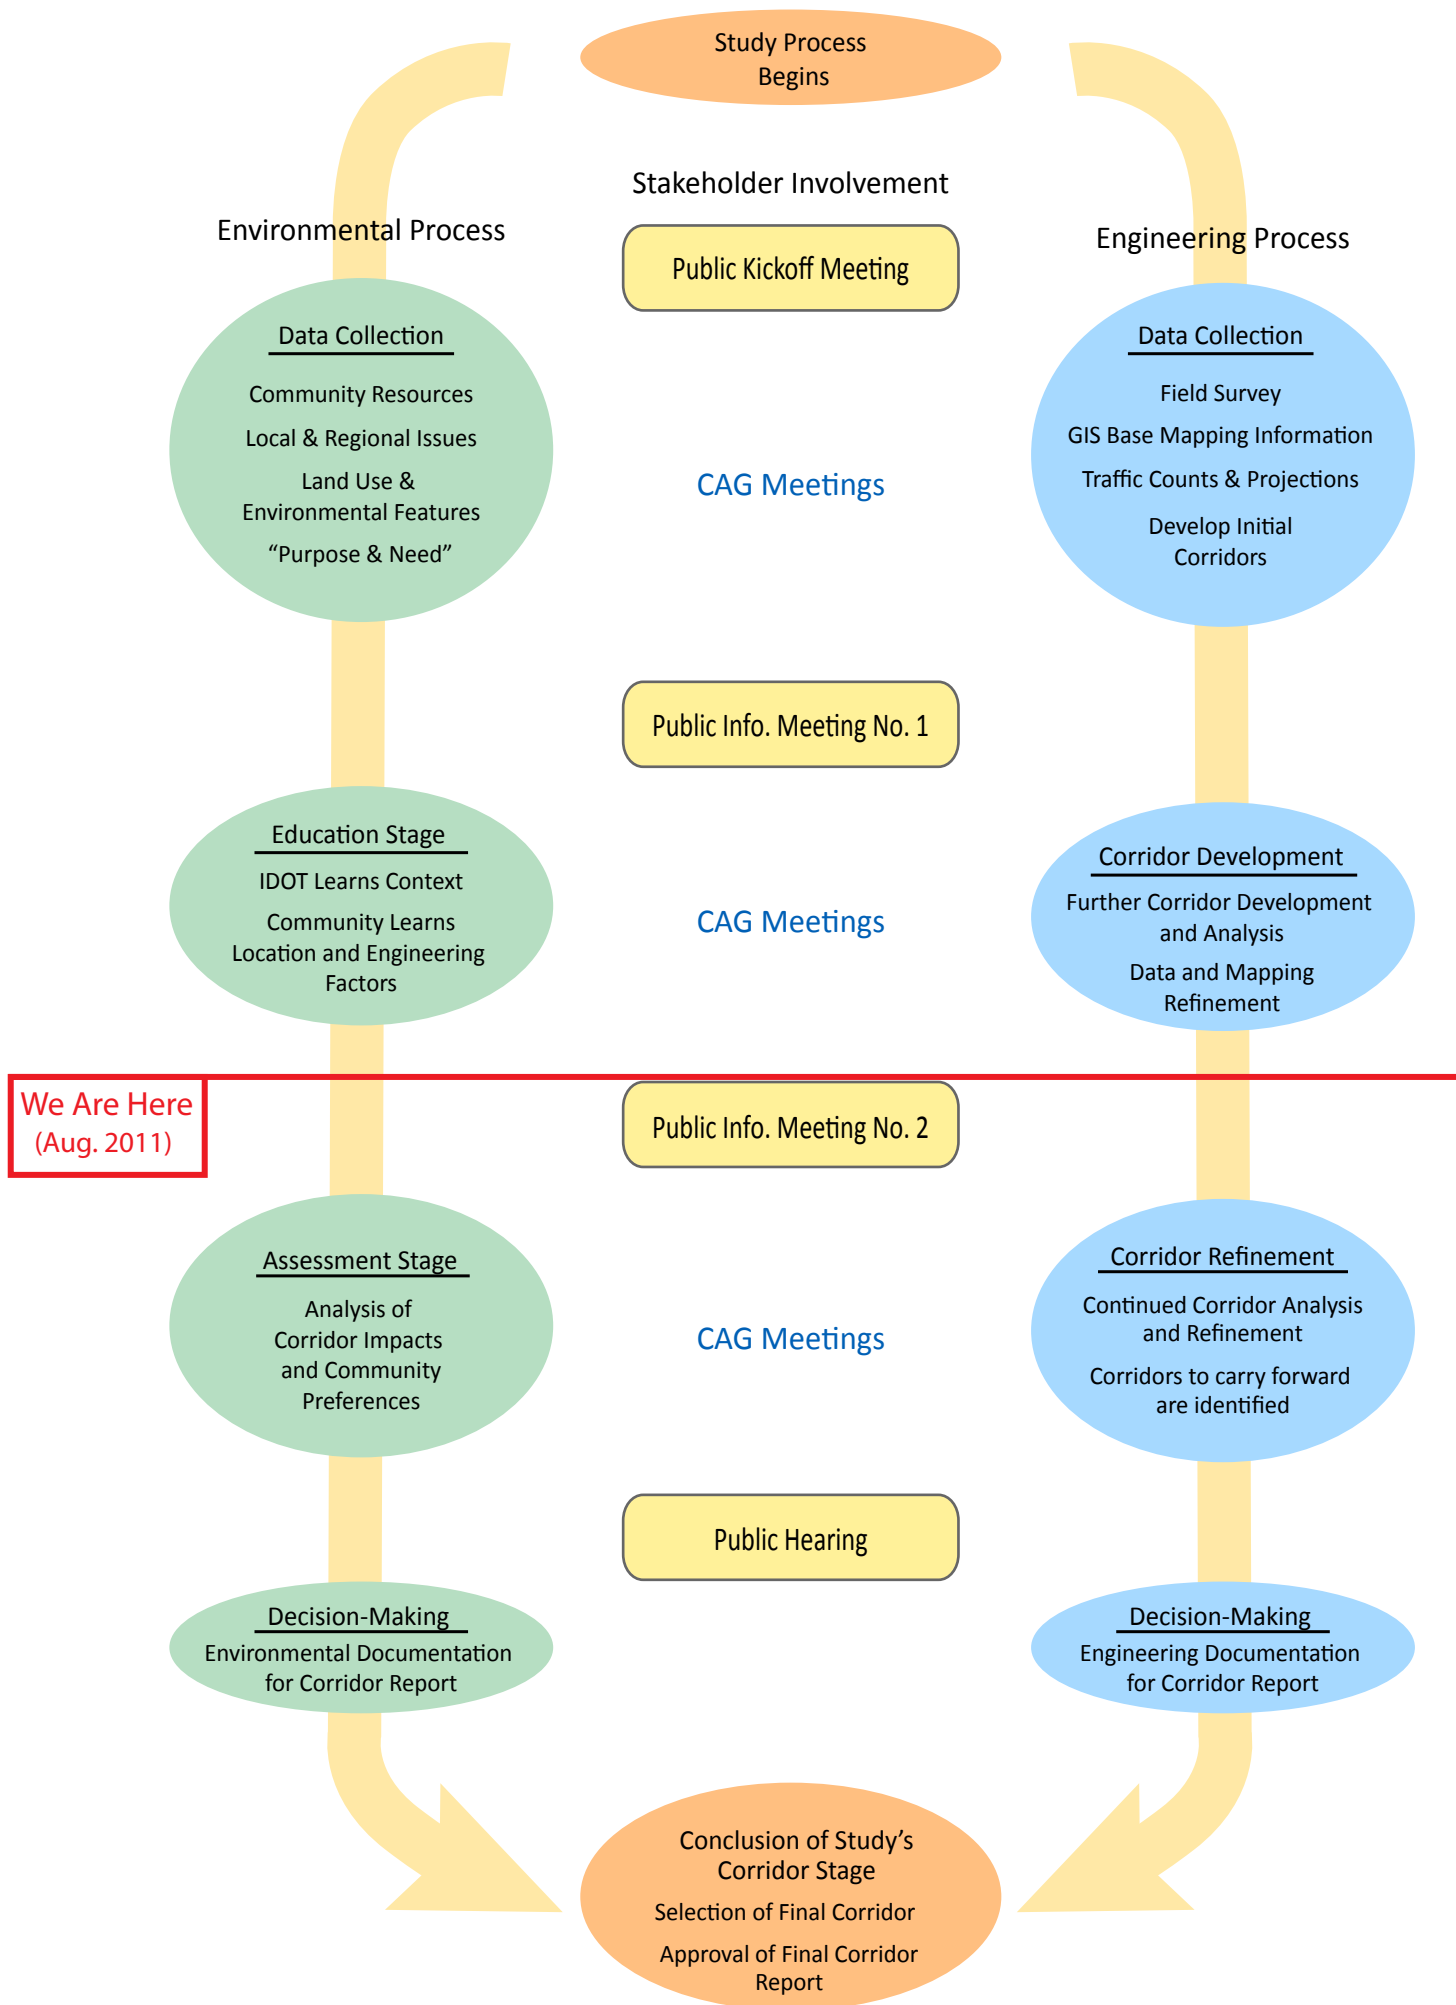 Study Process
Begins
Stakeholder Involvement
Environmental Process
Engineering Process
Public Kickoff Meeting
Data Collection
Community Resources
Local & Regional Issues
Land Use &
Environmental Features
“Purpose & Need”
CAG Meetings
Data Collection
Field Survey
GIS Base Mapping Information
Traffic Counts & Projections
Develop Initial
Corridors
Public Info. Meeting No. 1
Education Stage
IDOT Learns Context
Community Learns
Location and Engineering
Factors
CAG Meetings
Corridor Development
Further Corridor Development
and Analysis
Data and Mapping
Refinement
We Are Here
(Aug. 2011)
Public Info. Meeting No. 2
Assessment Stage
Analysis of
Corridor Impacts
and Community
Preferences
CAG Meetings
Corridor Refinement
Continued Corridor Analysis
and Refinement
Corridors to carry forward
are identified
Public Hearing
Decision-Making
Environmental Documentation
for Corridor Report
Decision-Making
Engineering Documentation
for Corridor Report
Conclusion of Study’s
Corridor Stage
Selection of Final Corridor
Approval of Final Corridor
Report